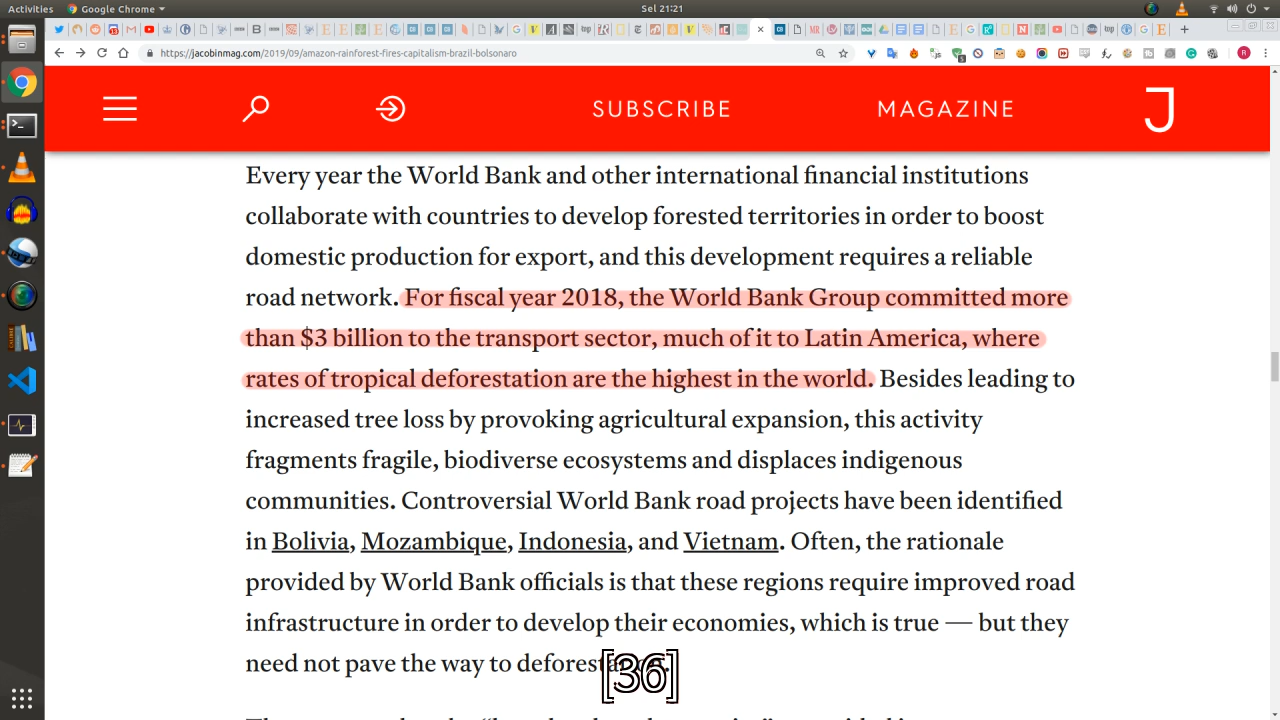 Activities
Google Chrome
Sel 21:21
https://jacobinmag.com/2019/09/amazon-rainforest-fires-capitalism-brazil-bolsonaro
SUBSCRIBE
MAGAZINE
J
Every year the World Bank and other international financial institutions
collaborate with countries to develop forested territories in order to boost
domestic production for export, and this development requires a reliable
road network. For fiscal year 2018, the World Bank Group committed more
than $3 billion to the transport sector, much of it to Latin America, where
rates of tropical deforestation are the highest in the world. Besides leading to
increased tree loss by provoking agricultural expansion, this activity
fragments fragile, biodiverse ecosystems and displaces indigenous
communities. Controversial World Bank road projects have been identified
in Bolivia, Mozambique, Indonesia, and Vietnam. Often, the rationale
provided by World Bank officials is that these regions require improved road
infrastructure in order to develop their economies, which is true — but they
need not pave the way to
[36]